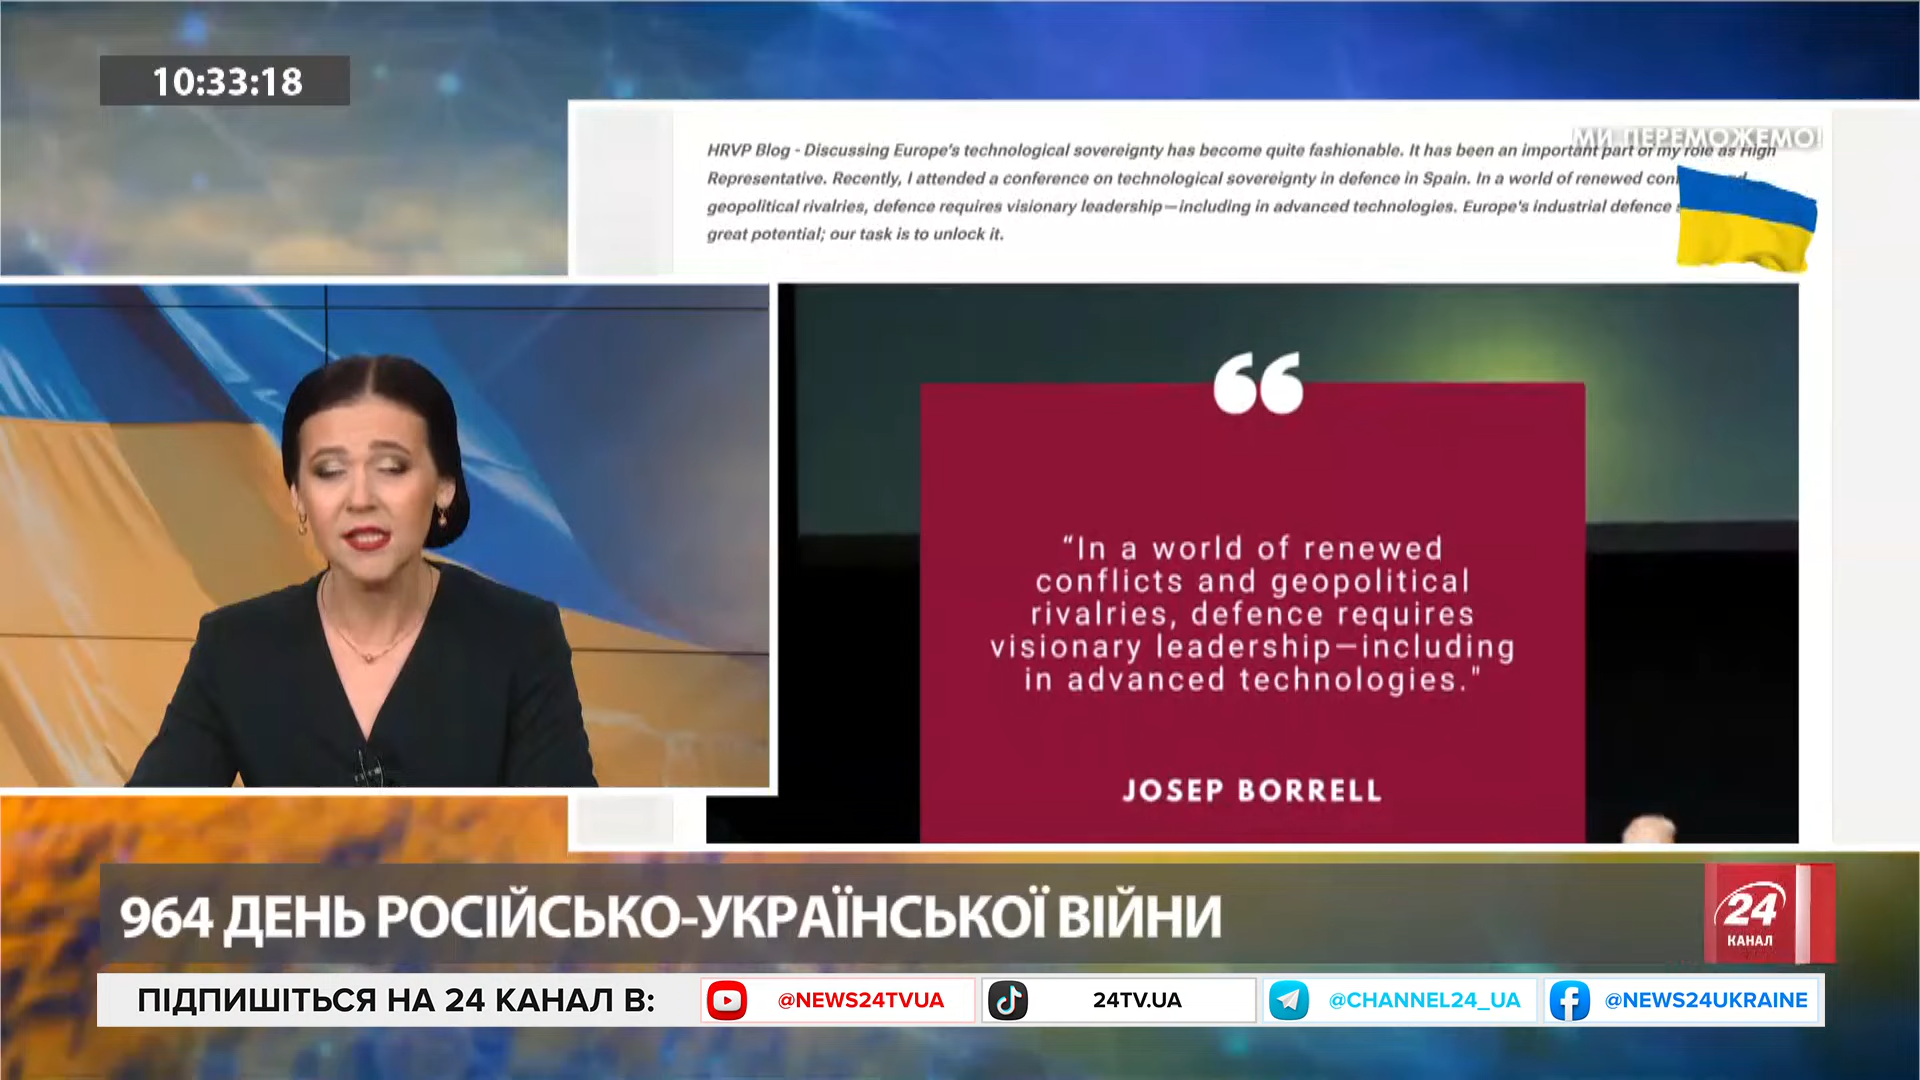 10:33:18
МИ ПЕРЕМОЖЕМО!
HRVP Blog - Discussing Europe's technological sovereignty has become quite fashionable. It has been an important part of my role as High
Representative. Recently, I attended a conference on technological sovereignty in defence in Spain. In a world of renewed
geopolitical rivalries, defence requires visionary leadership—including in advanced technologies. Europe's industrial defence
great potential; our task is to unlock it.
“In a world of renewed
conflicts and geopolitical
rivalries, defence requires
visionary leadership—including
in advanced technologies."
JOSEP BORRELL
964 ДЕНЬ РОСІЙСЬКО-УКРАЇНСЬКОЇ ВІЙНИ
24
КАНАЛ
ПІДПИШІТЬСЯ НА 24 КАНАЛ В:
@NEWS24TVUA
24TV.UA
@CHANNEL24_UA
@NEWS24UKRAINE